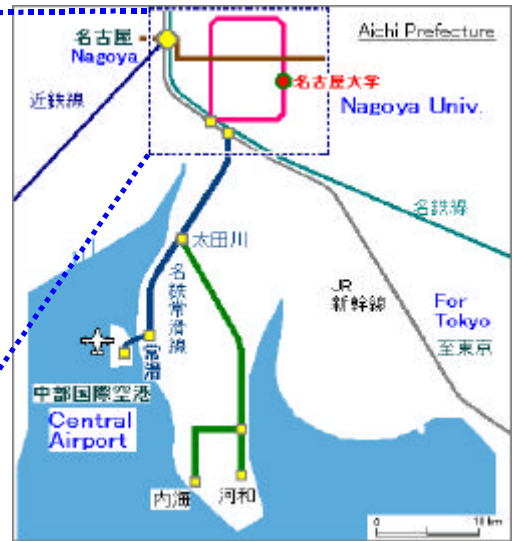 Aichi Prefecture
名古屋
Nagoya
近鉄線
名古屋大学
Nagoya Univ.
名鉄線
太田川
名鉄常滑線
JR
新幹線
For
Tokyo
至東京
常滑
中部国際空港
Central
Airport
内海
河和
0
10 km